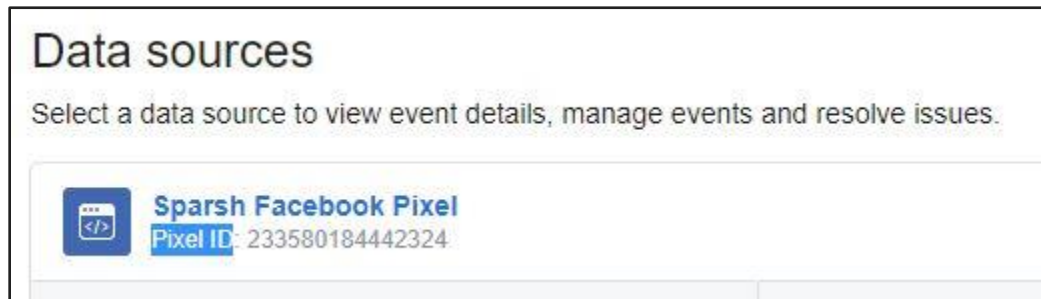 Data sources
Select a data source to view event details, manage events and resolve issues.
Sparsh Facebook Pixel
Pixel ID: 233580184442324